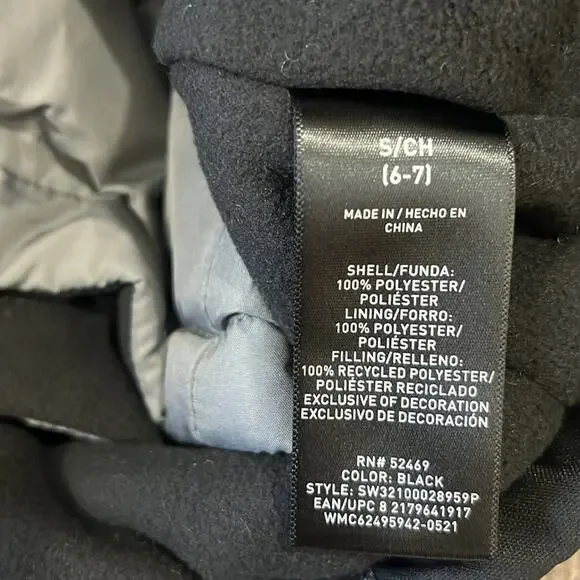 S/CH
(6-7)
MADE IN / HECHO EN
CHINA
SHELL/FUNDA:
100% POLYESTER/
POLIÉSTER
LINING/FORRO:
100% POLYESTER/
POLIÉSTER
FILLING/RELLENO:
100% RECYCLED POLYESTER/
POLIÉSTER RECICLADO
EXCLUSIVE OF DECORATION
EXCLUSIVO DE DECORACIÓN
RN# 52469
COLOR: BLACK
STYLE: SW32100028959P
EAN/UPC 8 2179641917
WMC62495942-0521